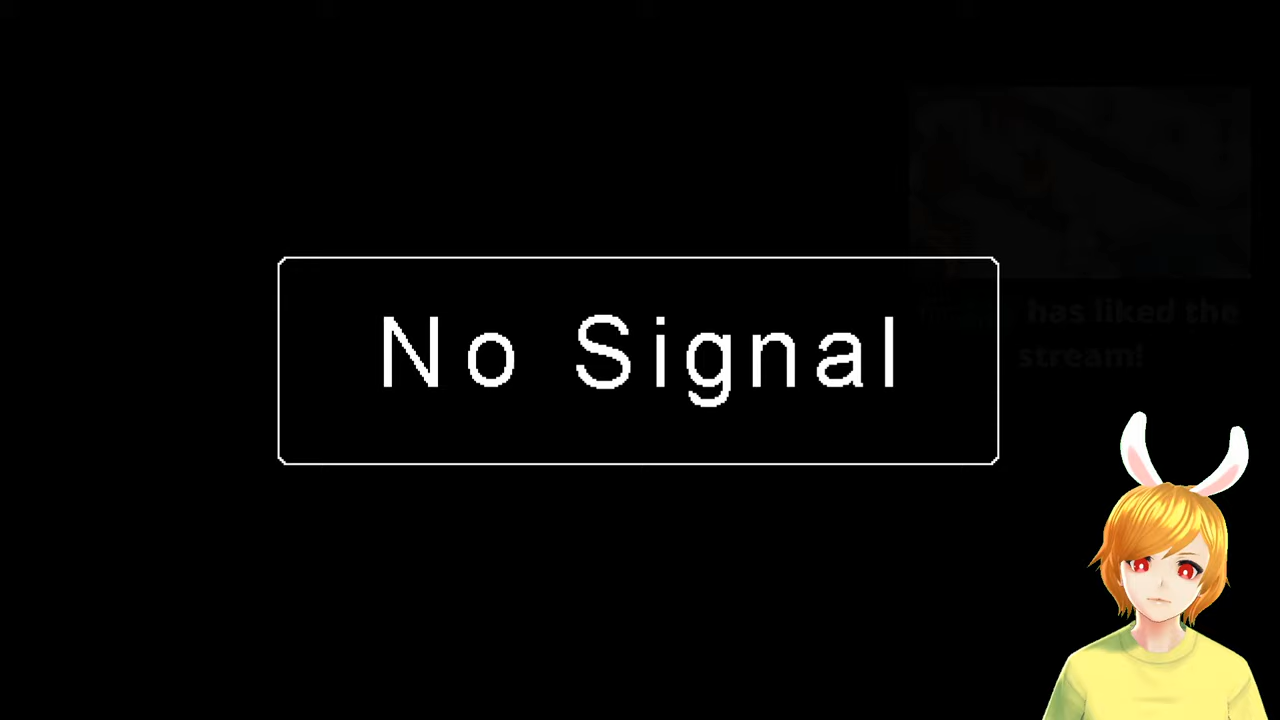 No Signal
has liked the
stream!